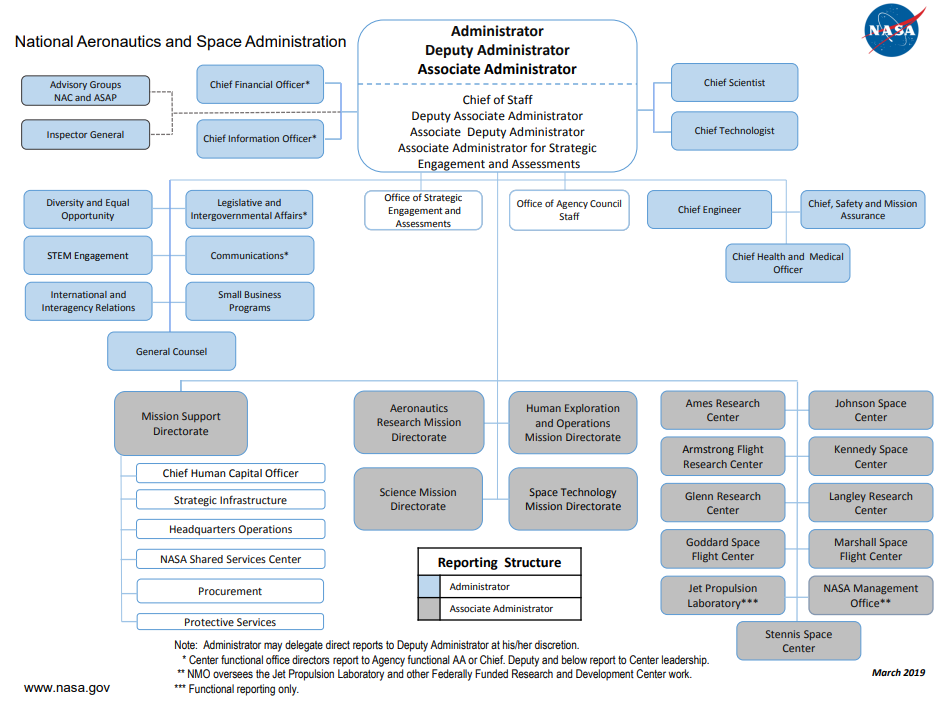 National Aeronautics and Space Administration
Administrator
Deputy Administrator
Associate Administrator
Chief of Staff
Deputy Associate Administrator
Associate  Deputy Administrator
Associate Administrator for Strategic
Engagement and Assessments
NASA
Advisory Groups
NAC and ASAP
Inspector General
Chief Financial Officer*
Chief Information Officer*
Chief Scientist
Chief Technologist
Diversity and Equal
Opportunity
Legislative and
Intergovernmental Affairs*
STEM Engagement
Communications*
International and
Interagency Relations
Small Business
Programs
General Counsel
Office of Strategic
Engagement and
Assessments
Office of Agency Council
Staff
Chief Engineer
Chief, Safety and Mission
Assurance
Chief Health and  Medical
Officer
Mission Support
Directorate
Chief Human Capital Officer
Strategic Infrastructure
Headquarters Operations
NASA Shared Services Center
Procurement
Protective Services
Aeronautics
Research Mission
Directorate
Human Exploration
and Operations
Mission Directorate
Science Mission
Directorate
Space Technology
Mission Directorate
Ames Research
Center
Johnson Space
Center
Armstrong Flight
Research Center
Kennedy Space
Center
Glenn Research
Center
Langley Research
Center
Goddard Space
Flight Center
Marshall Space
Flight Center
Jet Propulsion
Laboratory***
NASA Management
Office**
Stennis Space
Center
Reporting  Structure
Administrator
Associate Administrator
Note:  Administrator may delegate direct reports to Deputy Administrator at his/her discretion.
* Center functional office directors report to Agency functional AA or Chief. Deputy and below report to Center leadership.
** NMO oversees the Jet Propulsion Laboratory and other Federally Funded Research and Development Center work.
*** Functional reporting only.
www.nasa.gov
March 2019